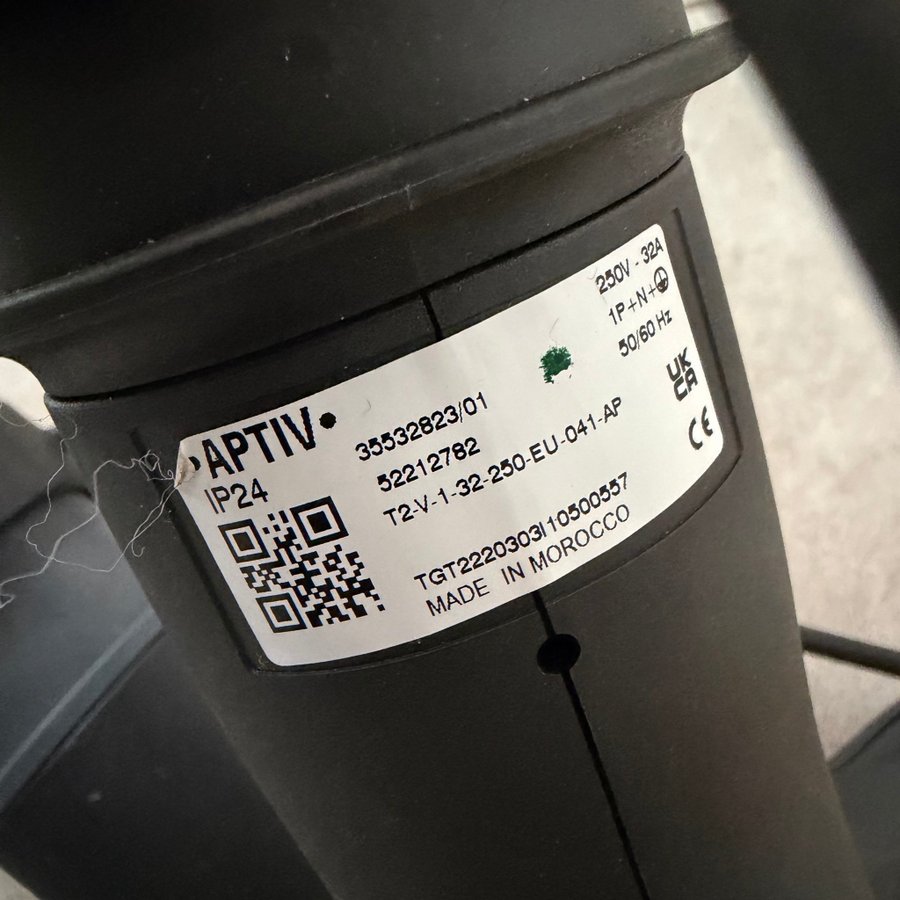 •APTIV•
IP24
35532823/01
52212782
T2-V-1-32-250-EU-041-AP
TGT2220303I10500557
MADE IN MOROCCO
250V - 32A
1P+N+⏚
50/60 Hz
UK
CA
CE